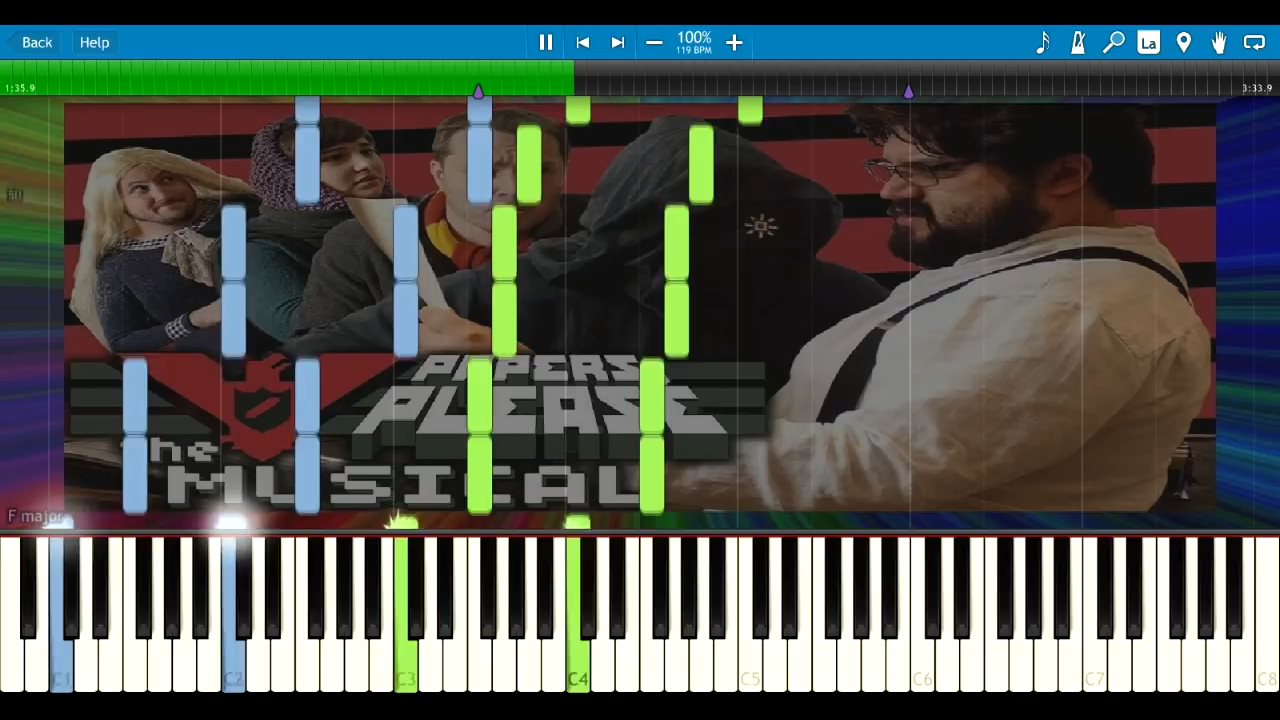 Back Help 100% La
119 BPM
1:35.9 3:33.9
PAPERS,
PLEASE
The
MUSICAL
F major
C1 C2 C3 C4 C5 C6 C7 C8